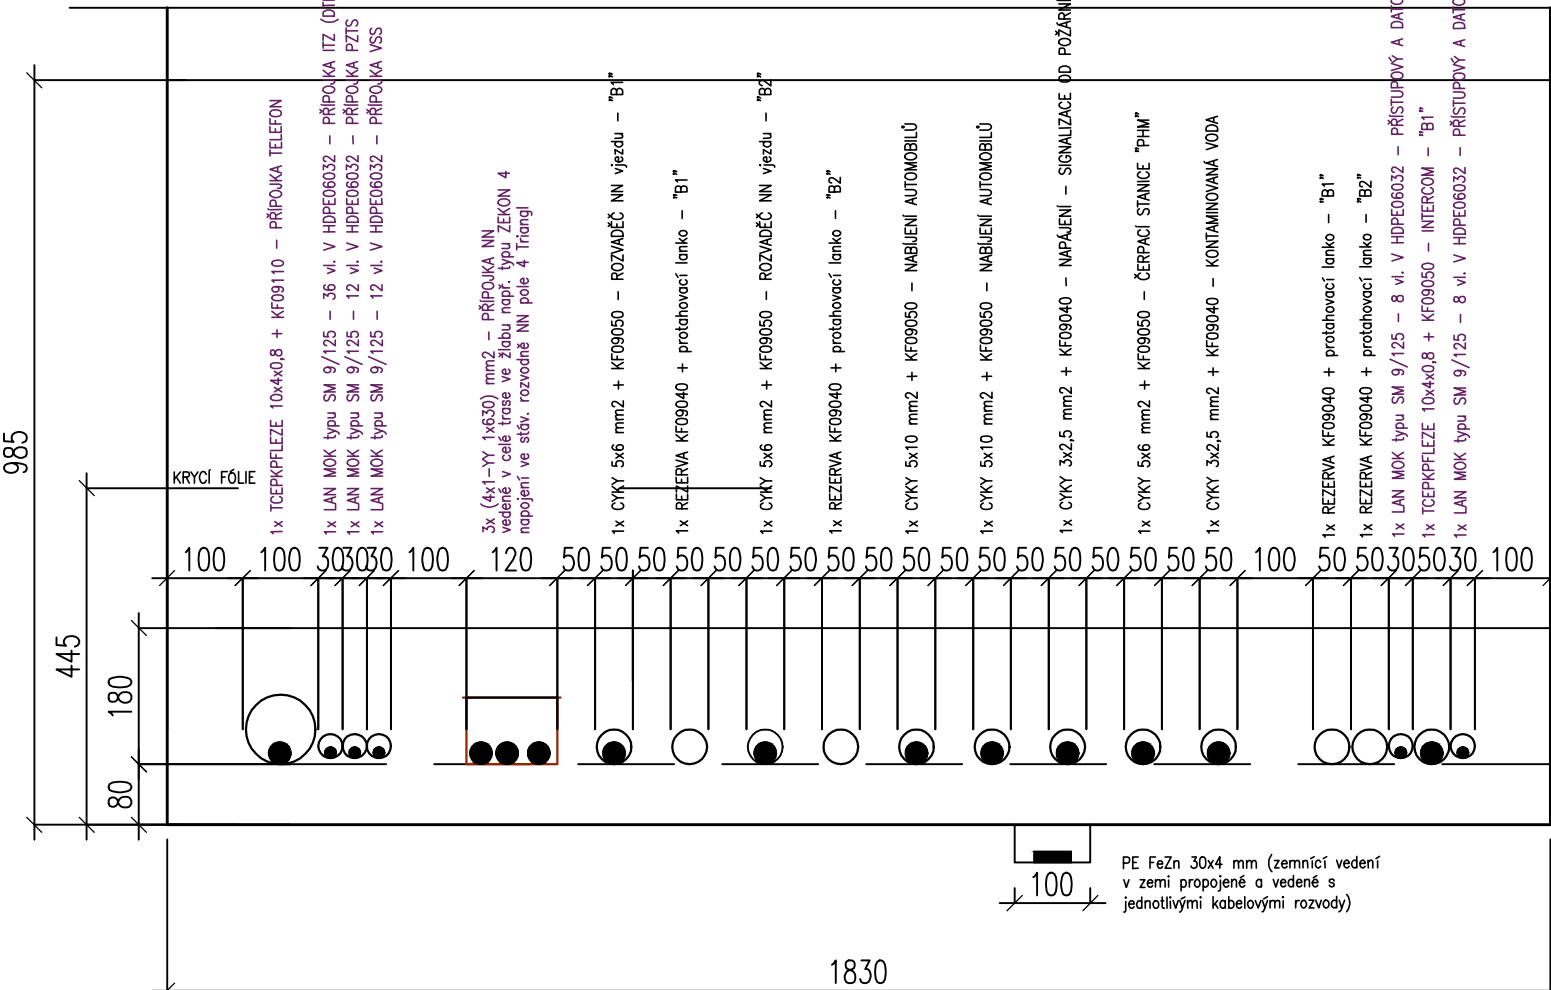 1x TCEPKPFLEZE 10x4x0,8 + KF09110 – PŘÍPOJKA TELEFON
1x LAN MOK typu SM 9/125 – 36 vl. V HDPE06032 – PŘÍPOJKA ITZ
1x LAN MOK typu SM 9/125 – 12 vl. V HDPE06032 – PŘÍPOJKA PZTS
1x LAN MOK typu SM 9/125 – 12 vl. V HDPE06032 – PŘÍPOJKA VSS
3x (4x1–YY 1x630) mm2 – PŘÍPOJKA NN
vedené v celé trase ve žlabu např. typu ZEKON 4
napojení ve stáv. rozvodně NN pole 4 Triangl
1x CYKY 5x6 mm2 + KF09050 – ROZVADĚČ NN vjezdu – "B1"
1x REZERVA KF09040 + protahovací lanko – "B1"
1x CYKY 5x6 mm2 + KF09050 – ROZVADĚČ NN vjezdu – "B2"
1x REZERVA KF09040 + protahovací lanko – "B2"
1x CYKY 5x10 mm2 + KF09050 – NABÍJENÍ AUTOMOBILŮ
1x CYKY 5x10 mm2 + KF09050 – NABÍJENÍ AUTOMOBILŮ
1x CYKY 3x2,5 mm2 + KF09040 – NAPÁJENÍ – SIGNALIZACE OD POŽÁRNÍ
1x CYKY 5x6 mm2 + KF09050 – ČERPACÍ STANICE "PHM"
1x CYKY 3x2,5 mm2 + KF09040 – KONTAMINOVANÁ VODA
1x REZERVA KF09040 + protahovací lanko – "B1"
1x REZERVA KF09040 + protahovací lanko – "B2"
1x LAN MOK typu SM 9/125 – 8 vl. V HDPE06032 – PŘÍSTUPOVÝ A
1x TCEPKPFLEZE 10x4x0,8 + KF09050 – INTERCOM – "B1"
1x LAN MOK typu SM 9/125 – 8 vl. V HDPE06032 – PŘÍSTUPOVÝ A
KRYCÍ FÓLIE
100 100 30 30 30 100 120 50 50 50 50 50 50 50 50 50 50 50 50 50 50 50 50 50 50 100 50 50 30 50 30 100
985
445
180
80
100
PE FeZn 30x4 mm (zemnící vedení
v zemi propojené a vedené s
jednotlivými kabelovými rozvody)
1830